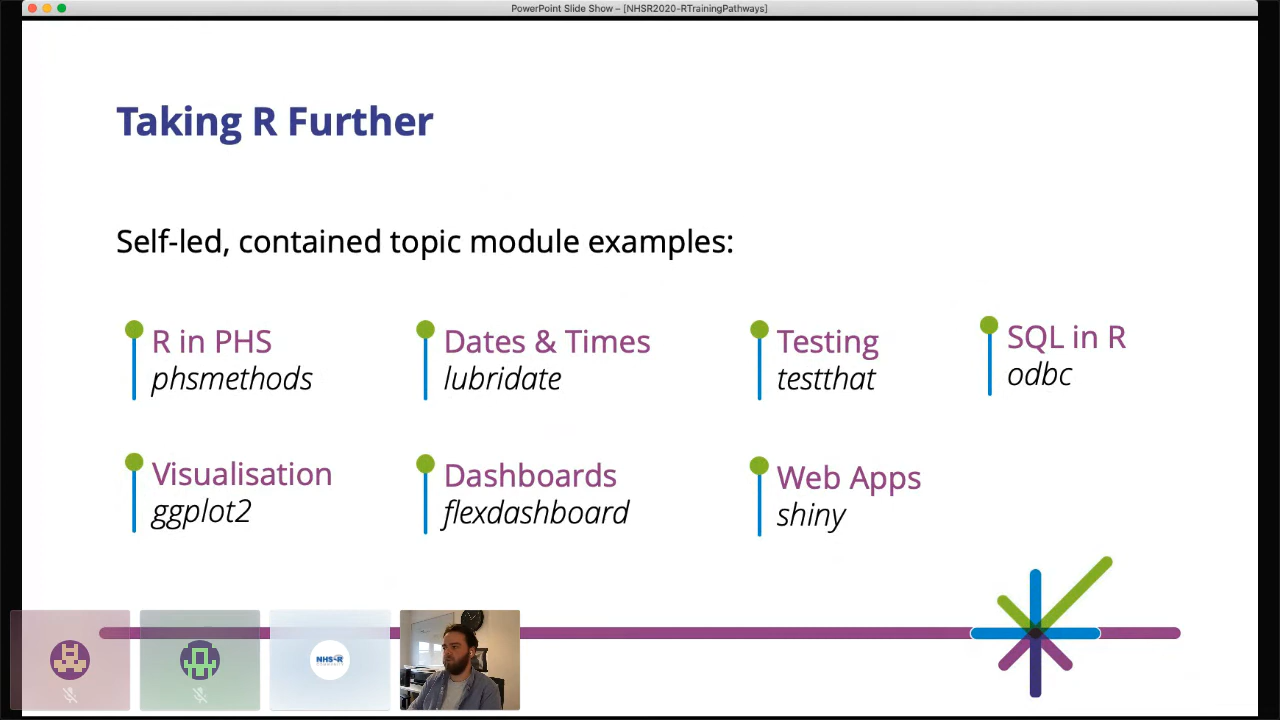 PowerPoint Slide Show – [NHSR2020-RTrainingPathways]
Taking R Further
Self-led, contained topic module examples:
R in PHS
phsmethods
Dates & Times
lubridate
Testing
testthat
SQL in R
odbc
Visualisation
ggplot2
Dashboards
flexdashboard
Web Apps
shiny
NHS-R